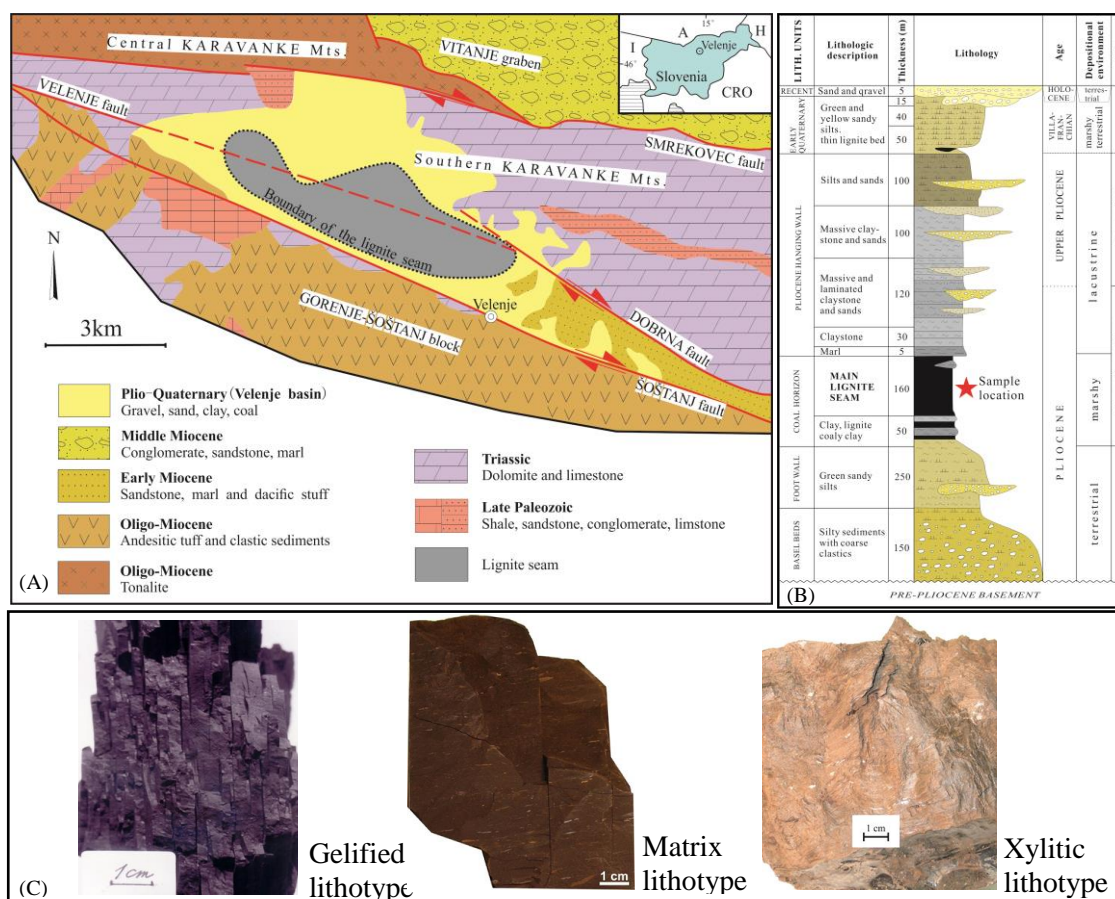 Central KARAVANKE Mts.
VITANJE graben
VELENJE fault
I
A
15°
H
Velenje
46°
Slovenia
CRO
SMREKOVEC fault
Southern KARAVANKE Mts.
Boundary of the lignite seam
N
3km
Velenje
GORENJE-ŠOŠTANJ block
DOBRNA fault
ŠOŠTANJ fault
Plio-Quaternary (Velenje basin)
Gravel, sand, clay, coal
Middle Miocene
Conglomerate, sandstone, marl
Early Miocene
Sandstone, marl and dacific stuff
Oligo-Miocene
Andesitic tuff and clastic sediments
Oligo-Miocene
Tonalite
Triassic
Dolomite and limestone
Late Paleozoic
Shale, sandstone, conglomerate, limstone
Lignite seam
(A)
LITH. UNITS
Lithologic
description
Thickness (m)
Lithology
Age
Depositional
environment
RECENT
Sand and gravel
5
HOLO-
CENE
terres-
trial
EARLY
QUATERNARY
Green and
yellow sandy
silts.
thin lignite bed
15
40
50
VILLA-
FRAN-
CHIAN
marshy
terrestrial
PLIOCENE HANGING WALL
Silts and sands
100
Massive clay-
stone and sands
100
Massive and
laminated
claystone
and sands
120
Claystone
30
Marl
5
UPPER PLIOCENE
lacustrine
COAL HORIZON
MAIN
LIGNITE
SEAM
160
Sample
location
Clay, lignite
coaly clay
50
marshy
PLIOCENE
FOOT WALL
Green sandy
silts
250
BASEL BEDS
Silty sediments
with coarse
clastics
150
terrestrial
(B)
PRE-PLIOCENE BASEMENT
(C)
1cm
Gelified
lithotype
1 cm
Matrix
lithotype
1 cm
Xylitic
lithotype